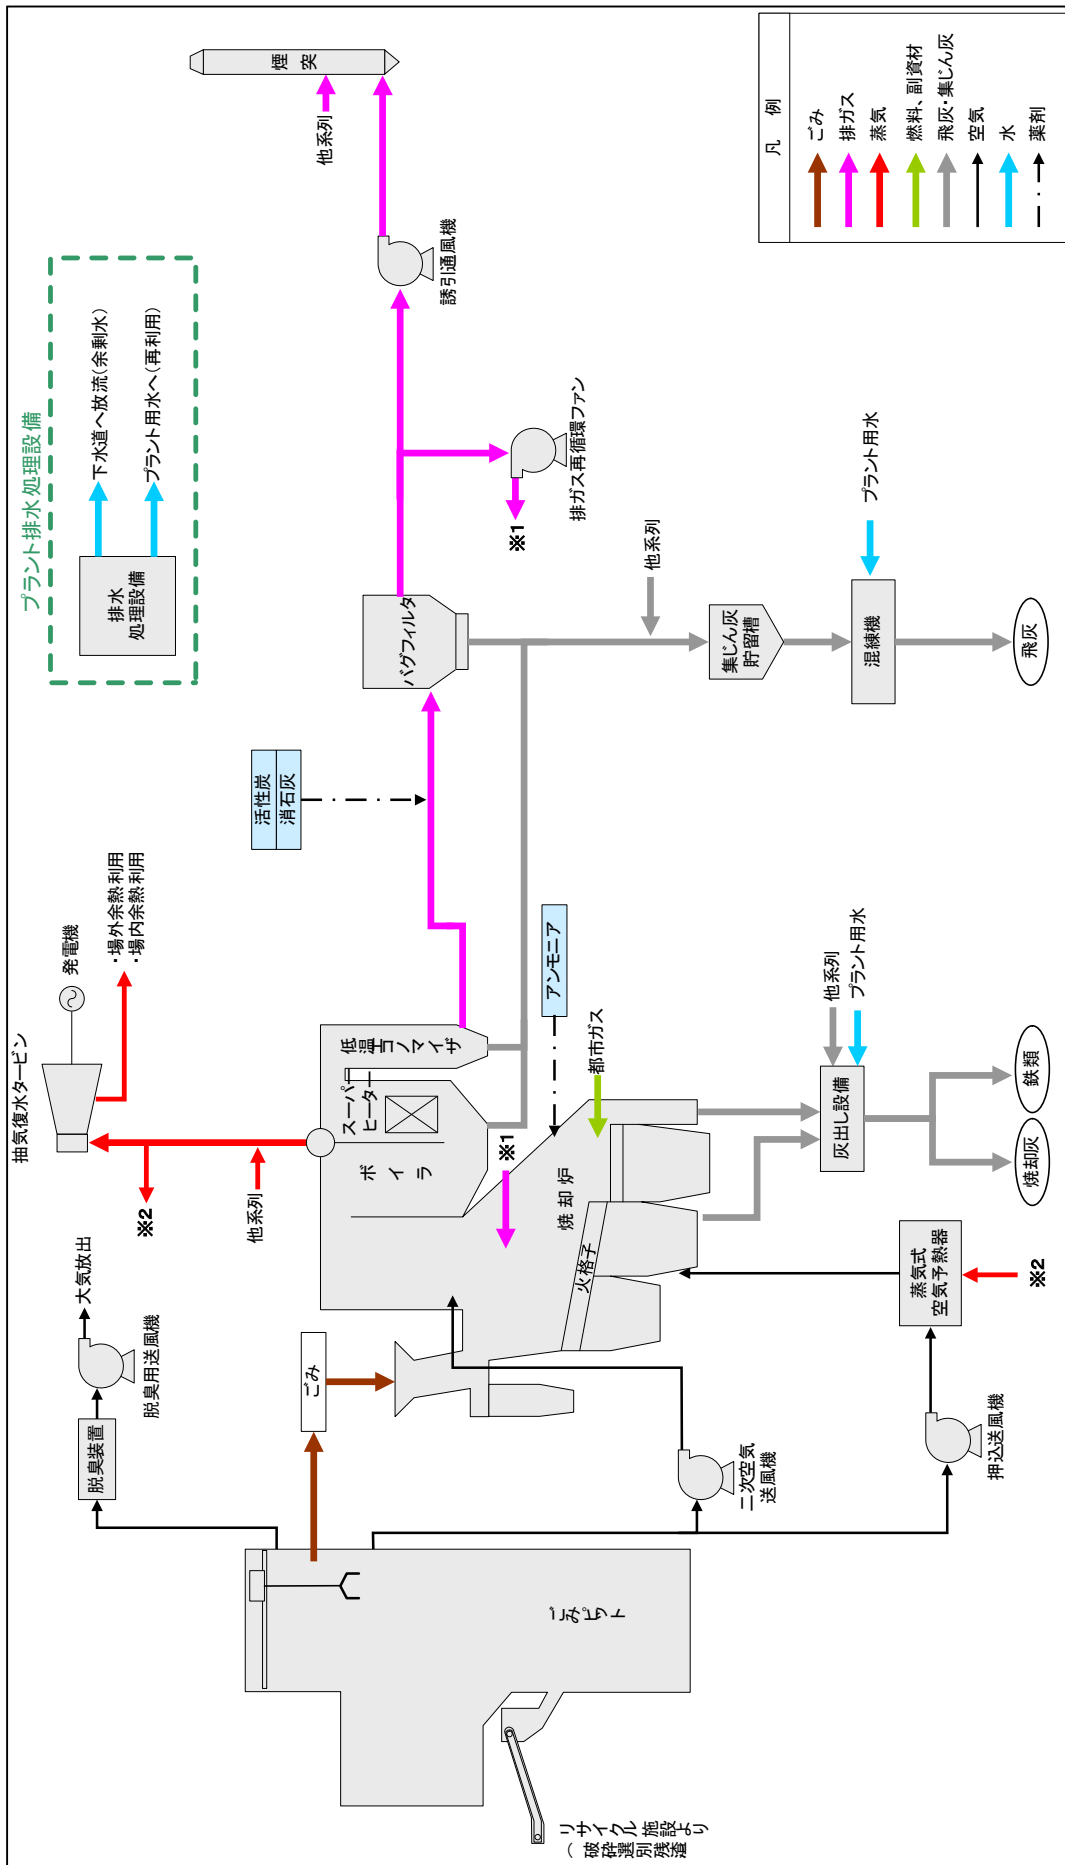 プラント排水処理設備
排水
処理設備
下水道へ放流(余剰水)
プラント用水へ(再利用)
煙突
他系列
誘引通風機
凡 例
ごみ
排ガス
蒸気
燃料、副資材
飛灰・集じん灰
空気
水
薬剤
抽気復水タービン
発電機
・場外余熱利用
・場内余熱利用
※2
他系列
活性炭
消石灰
バグフィルタ
※1
排ガス再循環ファン
他系列
集じん灰
貯留槽
プラント用水
混練機
飛灰
大気放出
脱臭用送風機
脱臭装置
ごみ
ボイラ
スーパー
ヒーター
低温エコノマイザ
※1
アンモニア
都市ガス
焼却炉
火格子
他系列
プラント用水
灰出し設備
鉄類
焼却灰
蒸気式
空気予熱器
※2
二次空気
送風機
押込送風機
ごみピット
リサイクル施設より
( 破砕選別残渣